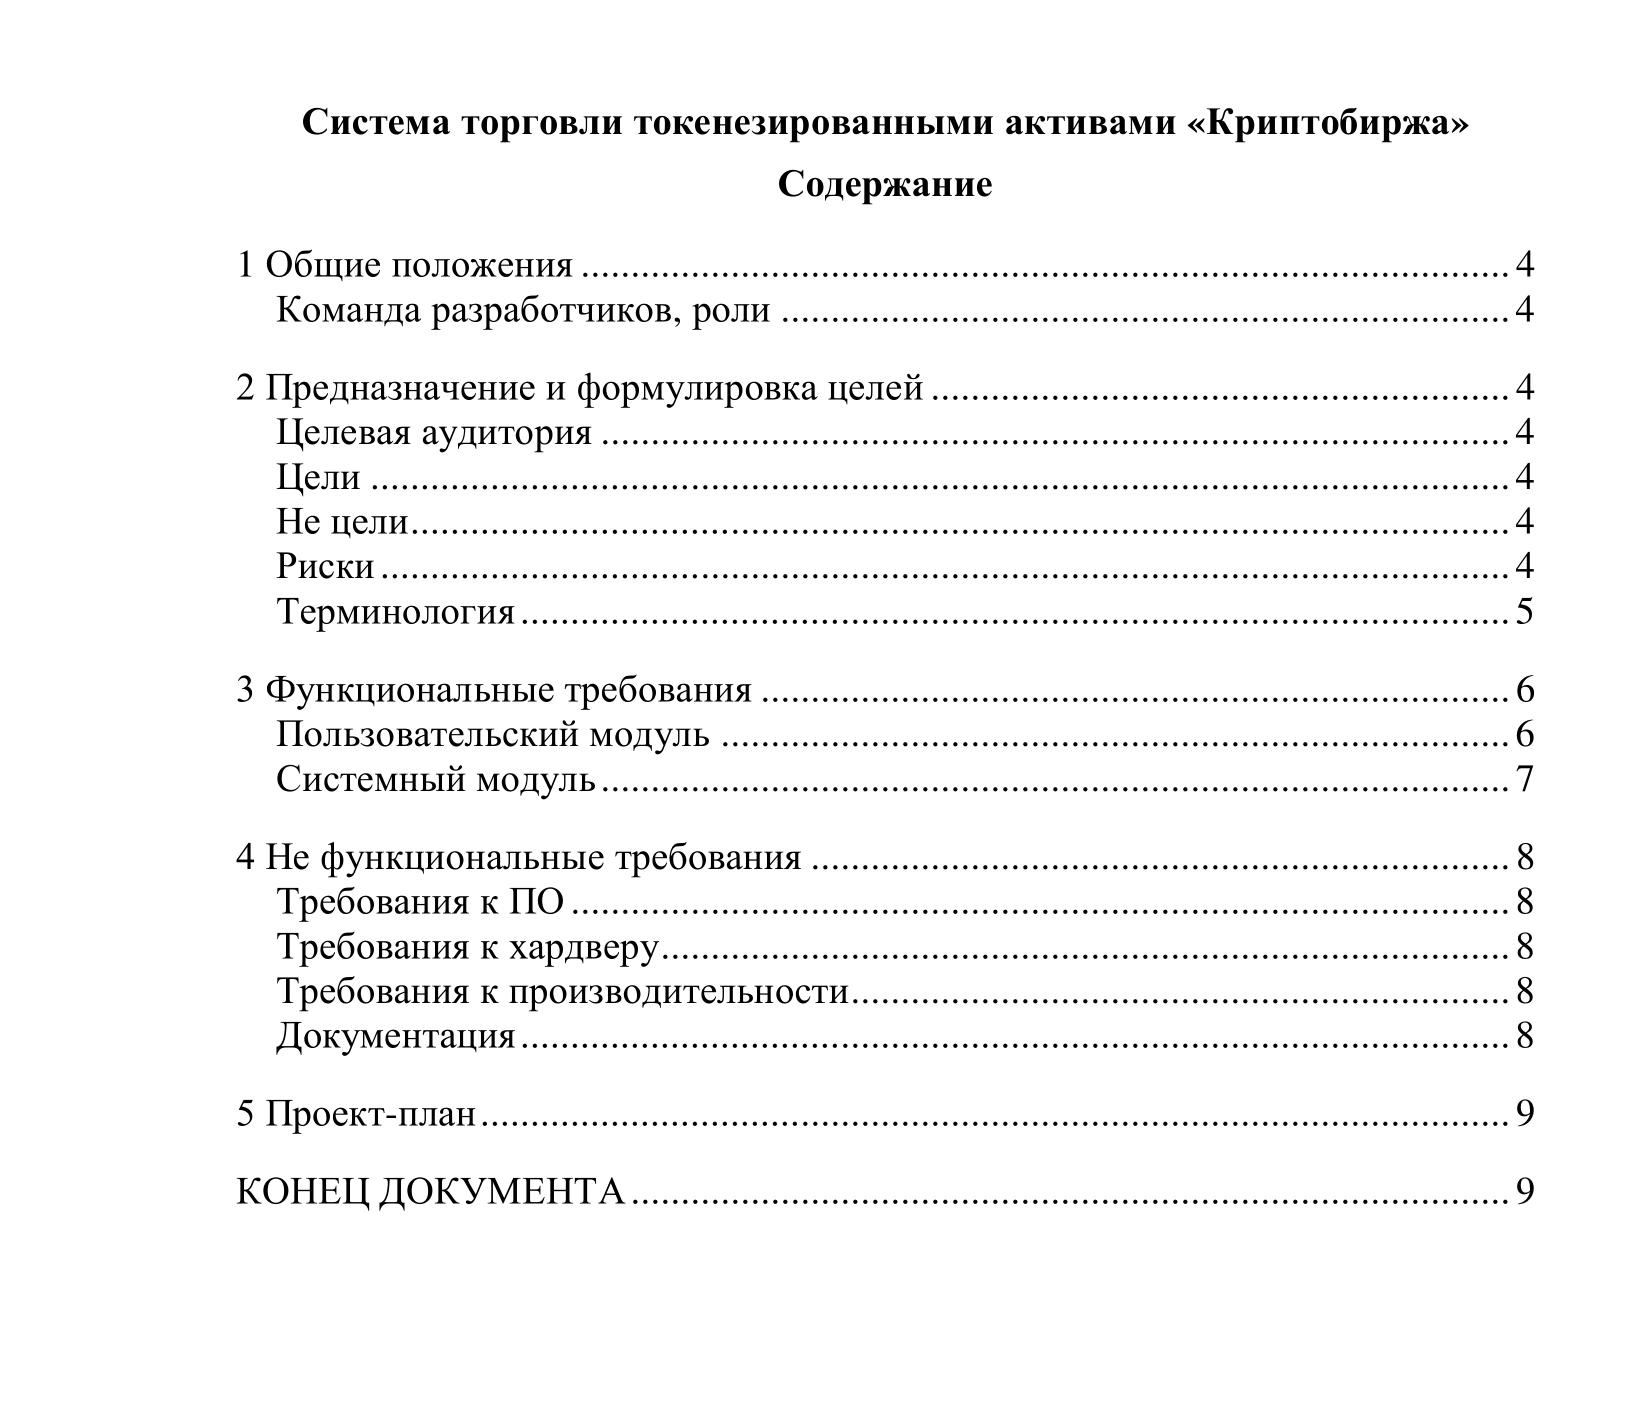 Система торговли токенезированными активами «Криптобиржа»
Содержание
1 Общие положения ........................................................ 4
Команда разработчиков, роли ........................................................ 4
2 Предназначение и формулировка целей ........................................................ 4
Целевая аудитория ........................................................ 4
Цели ........................................................ 4
Не цели ........................................................ 4
Риски ........................................................ 4
Терминология ........................................................ 5
3 Функциональные требования ........................................................ 6
Пользовательский модуль ........................................................ 6
Системный модуль ........................................................ 7
4 Не функциональные требования ........................................................ 8
Требования к ПО ........................................................ 8
Требования к хардверу ........................................................ 8
Требования к производительности ........................................................ 8
Документация ........................................................ 8
5 Проект-план ........................................................ 9
КОНЕЦ ДОКУМЕНТА ........................................................ 9